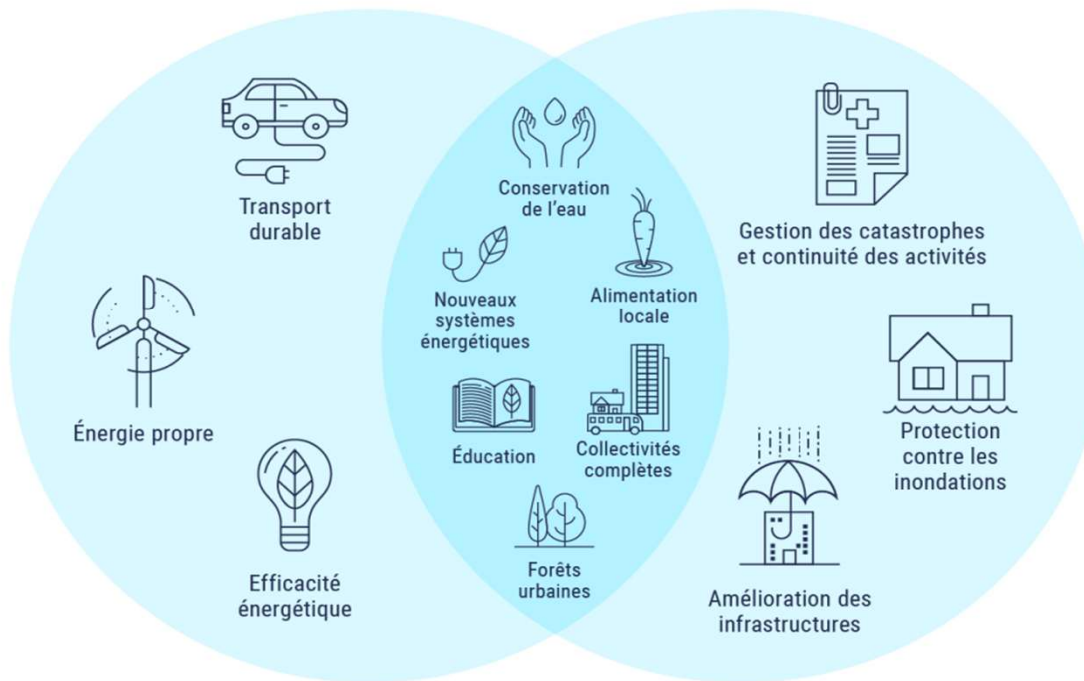 Transport
durable
Énergie propre
Efficacité
énergétique
Conservation
de l'eau
Nouveaux
systèmes
énergétiques
Alimentation
locale
Éducation
Collectivités
complètes
Forêts
urbaines
Gestion des catastrophes
et continuité des activités
Protection
contre les
inondations
Amélioration des
infrastructures